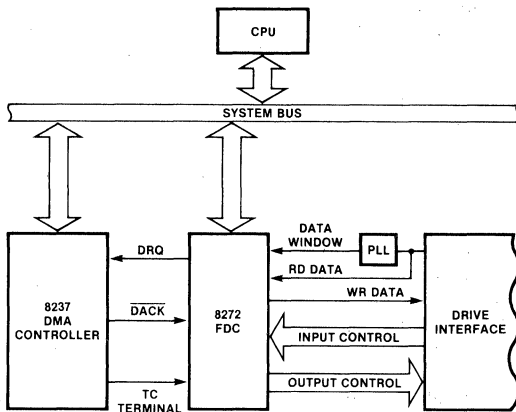 CPU
SYSTEM BUS
8237
DMA
CONTROLLER
DRQ
DACK
TC
TERMINAL
8272
FDC
DATA
WINDOW
PLL
RD DATA
WR DATA
INPUT CONTROL
OUTPUT CONTROL
DRIVE
INTERFACE